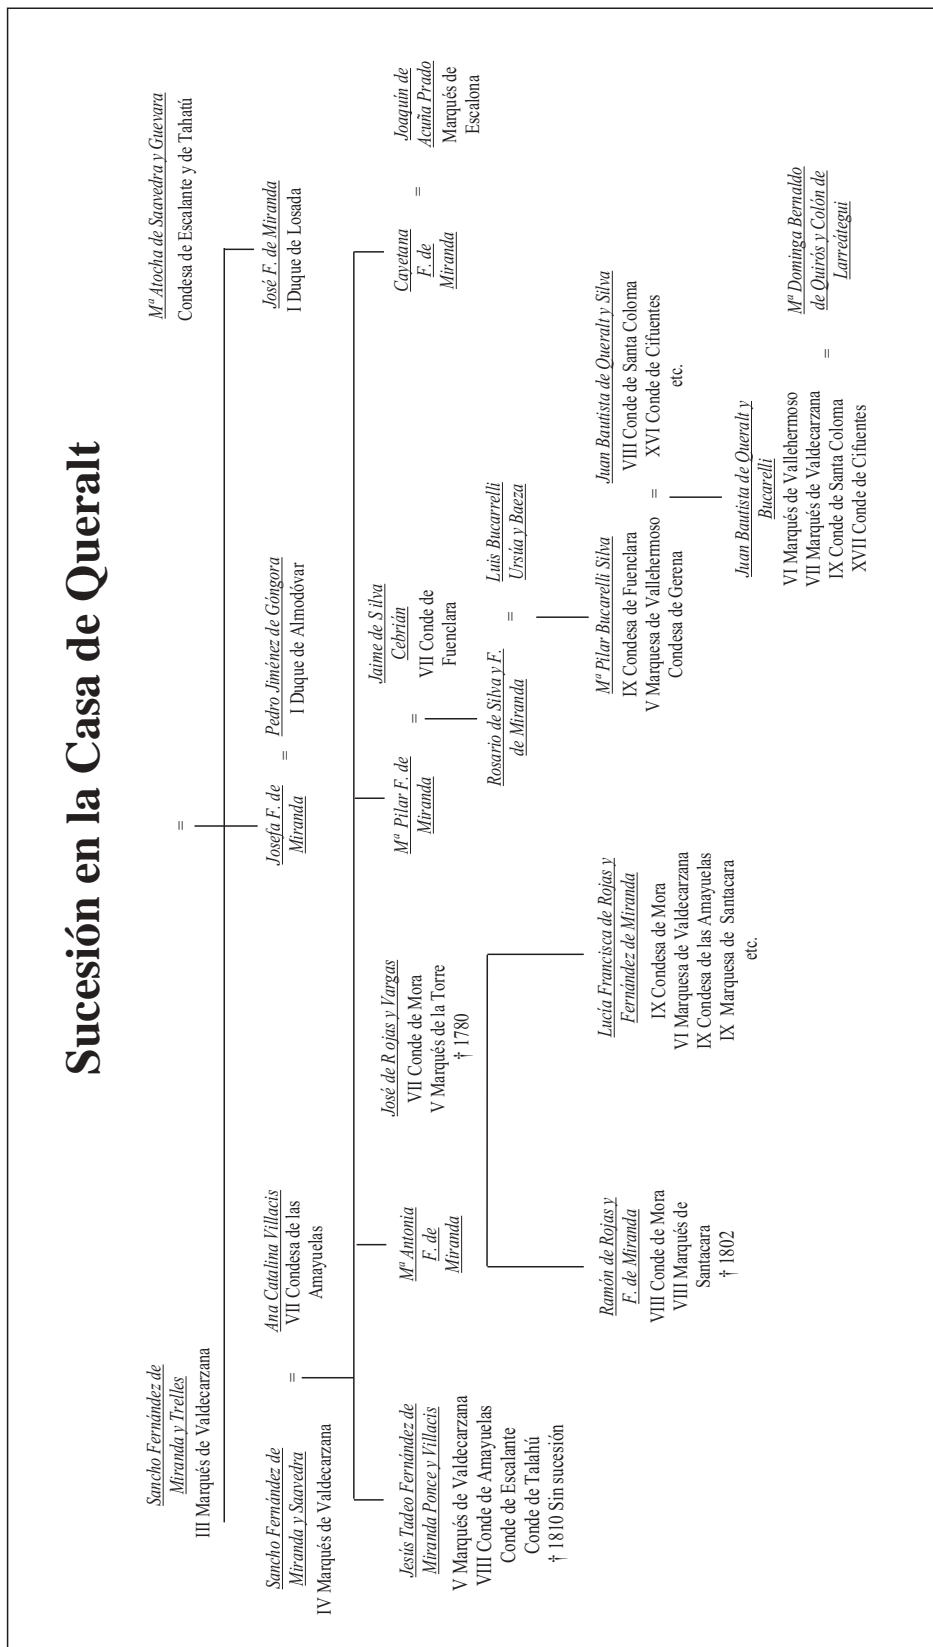 Sucesión en la Casa de Queralt
Sancho Fernández de
Miranda y Trelles
III Marqués de Valdecarzana
=
Mª Atocha de Saavedra y Guevara
Condesa de Escalante y de Tahatú
Sancho Fernández de
Miranda y Saavedra
IV Marqués de Valdecarzana
=
Ana Catalina Villacis
VII Condesa de las
Amayuelas
Josefa F. de
Miranda
=
Pedro Jiménez de Góngora
I Duque de Almodóvar
José F. de Miranda
I Duque de Losada
Jesús Tadeo Fernández de
Miranda Ponce y Villacis
V Marqués de Valdecarzana
VIII Conde de Amayuelas
Conde de Escalante
Conde de Talahú
† 1810 Sin sucesión
Mª Antonia
F. de
Miranda
José de R ojas y Vargas
VII Conde de Mora
V Marqués de la Torre
† 1780
Mª Pilar F. de
Miranda
=
Jaime de S ilva
Cebrián
VII Conde de
Fuenclara
Cayetana
F. de
Miranda
=
Joaquín de
Acuña Prado
Marqués de
Escalona
Rosario de Silva y F.
de Miranda
=
Luis Bucarrelli
Ursúa y Baeza
Ramón de Rojas y
F. de Miranda
VIII Conde de Mora
VIII Marqués de
Santacara
† 1802
Lucía Francisca de Rojas y
Fernández de Miranda
IX Condesa de Mora
VI Marquesa de Valdecarzana
IX Condesa de las Amayuelas
IX Marquesa de Santacara
etc.
Mª Pilar Bucarelli Silva
IX Condesa de Fuenclara
V Marquesa de Vallehermoso
Condesa de Gerena
=
Juan Bautista de Queralt y Silva
VIII Conde de Santa Coloma
XVI Conde de Cifuentes
etc.
Juan Bautista de Queralt y
Bucarelli
VI Marqués de Vallehermoso
VII Marqués de Valdecarzana
IX Conde de Santa Coloma
XVII Conde de Cifuentes
=
Mª Dominga Bernaldo
de Quirós y Colón de
Larreátegui